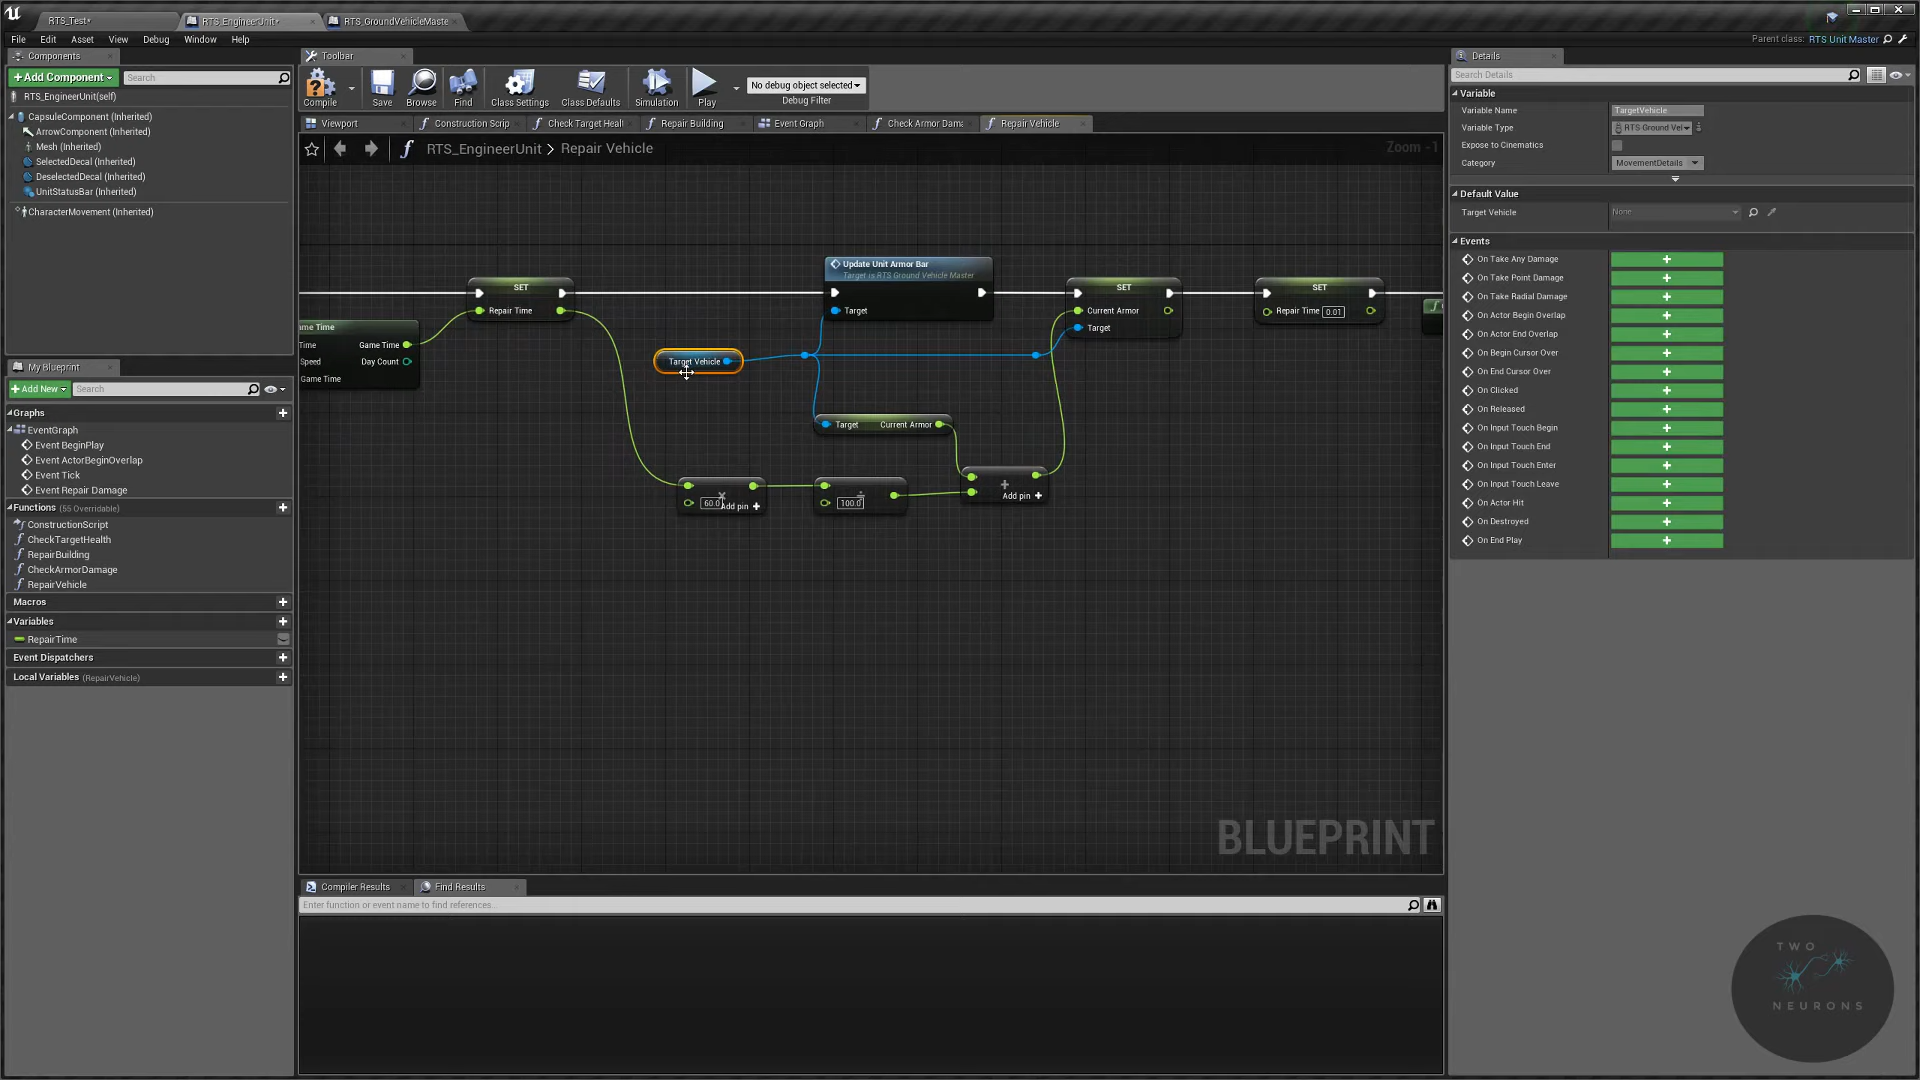 RTS_Test*
RTS_EngineerUnit*
RTS_GroundVehicleMaste
File Edit Asset View Debug Window Help
Parent class: RTS Unit Master
Components
+Add Component
Search
RTS_EngineerUnit(self)
CapsuleComponent (Inherited)
ArrowComponent (Inherited)
Mesh (Inherited)
SelectedDecal (Inherited)
DeselectedDecal (Inherited)
UnitStatusBar (Inherited)
CharacterMovement (Inherited)
My Blueprint
+Add New
Search
Graphs
EventGraph
Event BeginPlay
Event ActorBeginOverlap
Event Tick
Event Repair Damage
Functions (55 Overridable)
ConstructionScript
CheckTargetHealth
RepairBuilding
CheckArmorDamage
RepairVehicle
Macros
Variables
RepairTime
Event Dispatchers
Local Variables (RepairVehicle)
Toolbar
Compile
Save
Browse
Find
Class Settings
Class Defaults
Simulation
Play
No debug object selected
Debug Filter
Viewport
Construction Scrip
Check Target Healt
Repair Building
Event Graph
Check Armor Dama
Repair Vehicle
RTS_EngineerUnit > Repair Vehicle
Zoom -1
ame Time
Time
Game Time
Speed
Day Count
Game Time
SET
Repair Time
Update Unit Armor Bar
Target is RTS Ground Vehicle Master
Target
Target Vehicle
SET
Current Armor
Target
SET
Repair Time 0.01
Target Current Armor
60.0
Add pin +
100.0
Add pin +
BLUEPRINT
Compiler Results
Find Results
Enter function or event name to find references...
Details
Search Details
Variable
Variable Name
TargetVehicle
Variable Type
RTS Ground Vel
Expose to Cinematics
Category
MovementDetails
Default Value
Target Vehicle
None
Events
On Take Any Damage
On Take Point Damage
On Take Radial Damage
On Actor Begin Overlap
On Actor End Overlap
On Begin Cursor Over
On End Cursor Over
On Clicked
On Released
On Input Touch Begin
On Input Touch End
On Input Touch Enter
On Input Touch Leave
On Actor Hit
On Destroyed
On End Play
TWO
NEURONS